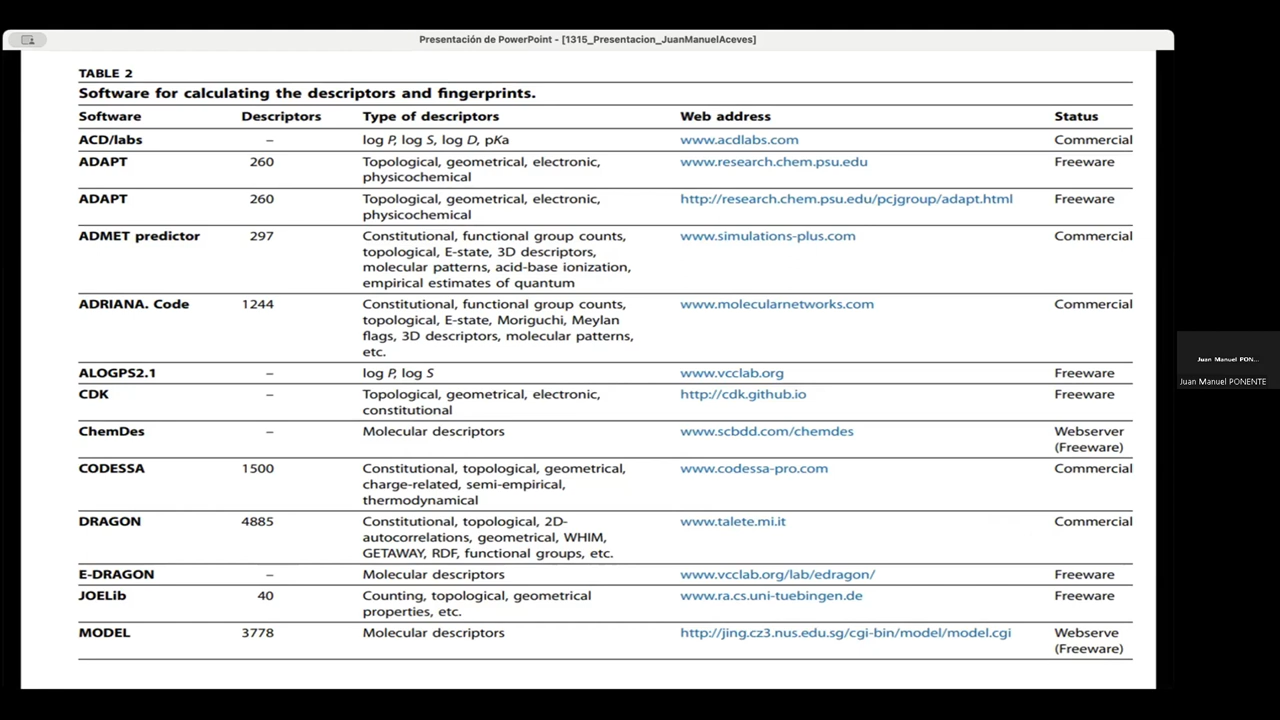 Presentación de PowerPoint - [1315_Presentacion_JuanManuelAceves]
TABLE 2
Software for calculating the descriptors and fingerprints.
Software Descriptors Type of descriptors Web address Status
ACD/labs – log P, log S, log D, pKa www.acdlabs.com Commercial
ADAPT 260 Topological, geometrical, electronic, www.research.chem.psu.edu Freeware
physicochemical
ADAPT 260 Topological, geometrical, electronic, http://research.chem.psu.edu/pcjgroup/adapt.html Freeware
physicochemical
ADMET predictor 297 Constitutional, functional group counts, www.simulations-plus.com Commercial
topological, E-state, 3D descriptors,
molecular patterns, acid-base ionization,
empirical estimates of quantum
ADRIANA. Code 1244 Constitutional, functional group counts, www.molecularnetworks.com Commercial
topological, E-state, Moriguchi, Meylan
flags, 3D descriptors, molecular patterns,
etc.
ALOGPS2.1 – log P, log S www.vcclab.org Freeware
CDK – Topological, geometrical, electronic, http://cdk.github.io Freeware
constitutional
ChemDes – Molecular descriptors www.scbdd.com/chemdes Webserver
(Freeware)
CODESSA 1500 Constitutional, topological, geometrical, www.codessa-pro.com Commercial
charge-related, semi-empirical,
thermodynamical
DRAGON 4885 Constitutional, topological, 2D- www.talete.mi.it Commercial
autocorrelations, geometrical, WHIM,
GETAWAY, RDF, functional groups, etc.
E-DRAGON – Molecular descriptors www.vcclab.org/lab/edragon/ Freeware
JOELib 40 Counting, topological, geometrical www.ra.cs.uni-tuebingen.de Freeware
properties, etc.
MODEL 3778 Molecular descriptors http://jing.cz3.nus.edu.sg/cgi-bin/model/model.cgi Webserve
(Freeware)
Juan Manuel PON...
Juan Manuel PONENTE